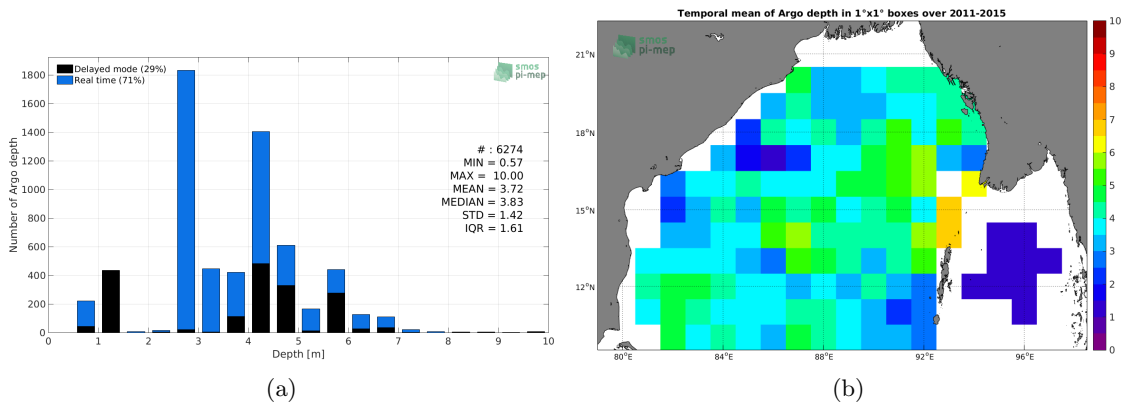 smos
pi-mep
Delayed mode (29%)
Real time (71%)
# : 6274
MIN = 0.57
MAX = 10.00
MEAN = 3.72
MEDIAN = 3.83
STD = 1.42
IQR = 1.61
Number of Argo depth
1800
1600
1400
1200
1000
800
600
400
200
0
0 1 2 3 4 5 6 7 8 9 10
Depth [m]
(a)
Temporal mean of Argo depth in 1°x1° boxes over 2011-2015
smos
pi-mep
21°N
18°N
15°N
12°N
80°E 84°E 88°E 92°E 96°E
10
9
8
7
6
5
4
3
2
1
0
(b)